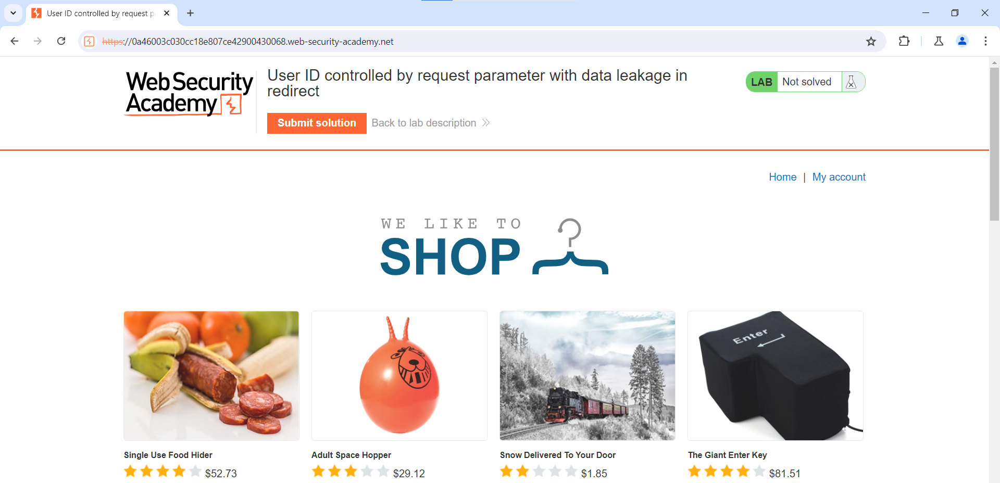 User ID controlled by request p
https://0a46003c030cc18e807ce42900430068.web-security-academy.net
Web Security
Academy
User ID controlled by request parameter with data leakage in
redirect
LAB Not solved
Submit solution Back to lab description
Home | My account
WE LIKE TO
SHOP
Enter
Single Use Food Hider
$52.73
Adult Space Hopper
$29.12
Snow Delivered To Your Door
$1.85
The Giant Enter Key
$81.51